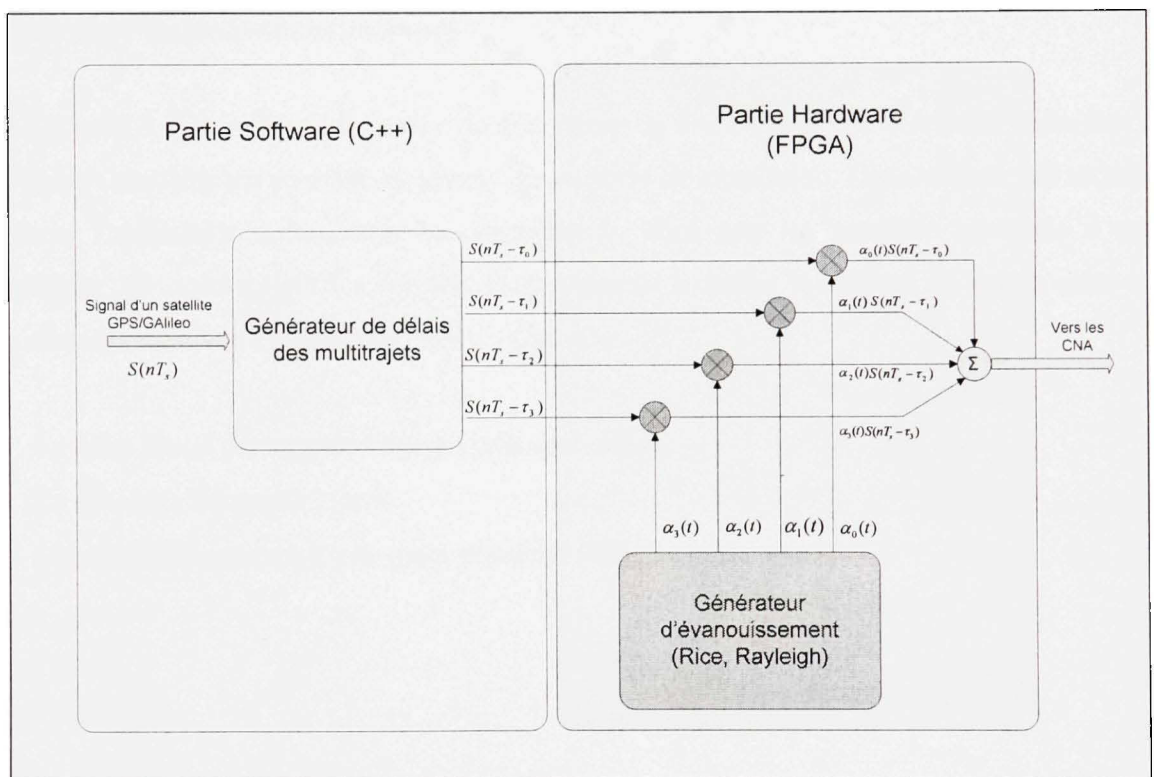 Partie Software (C++)
Partie Hardware
(FPGA)
Signal d'un satellite
GPS/GAlileo
S(nT_s)
Générateur de délais
des multitrajets
S(nT_s − τ_0)
S(nT_s − τ_1)
S(nT_s − τ_2)
S(nT_s − τ_3)
α_0(t)S(nT_s − τ_0)
α_1(t) S(nT_s − τ_1)
α_2(t)S(nT_s − τ_2)
α_3(t)S(nT_s − τ_3)
Σ
Vers les
CNA
α_3(t) α_2(t) α_1(t) α_0(t)
Générateur
d'évanouissement
(Rice, Rayleigh)